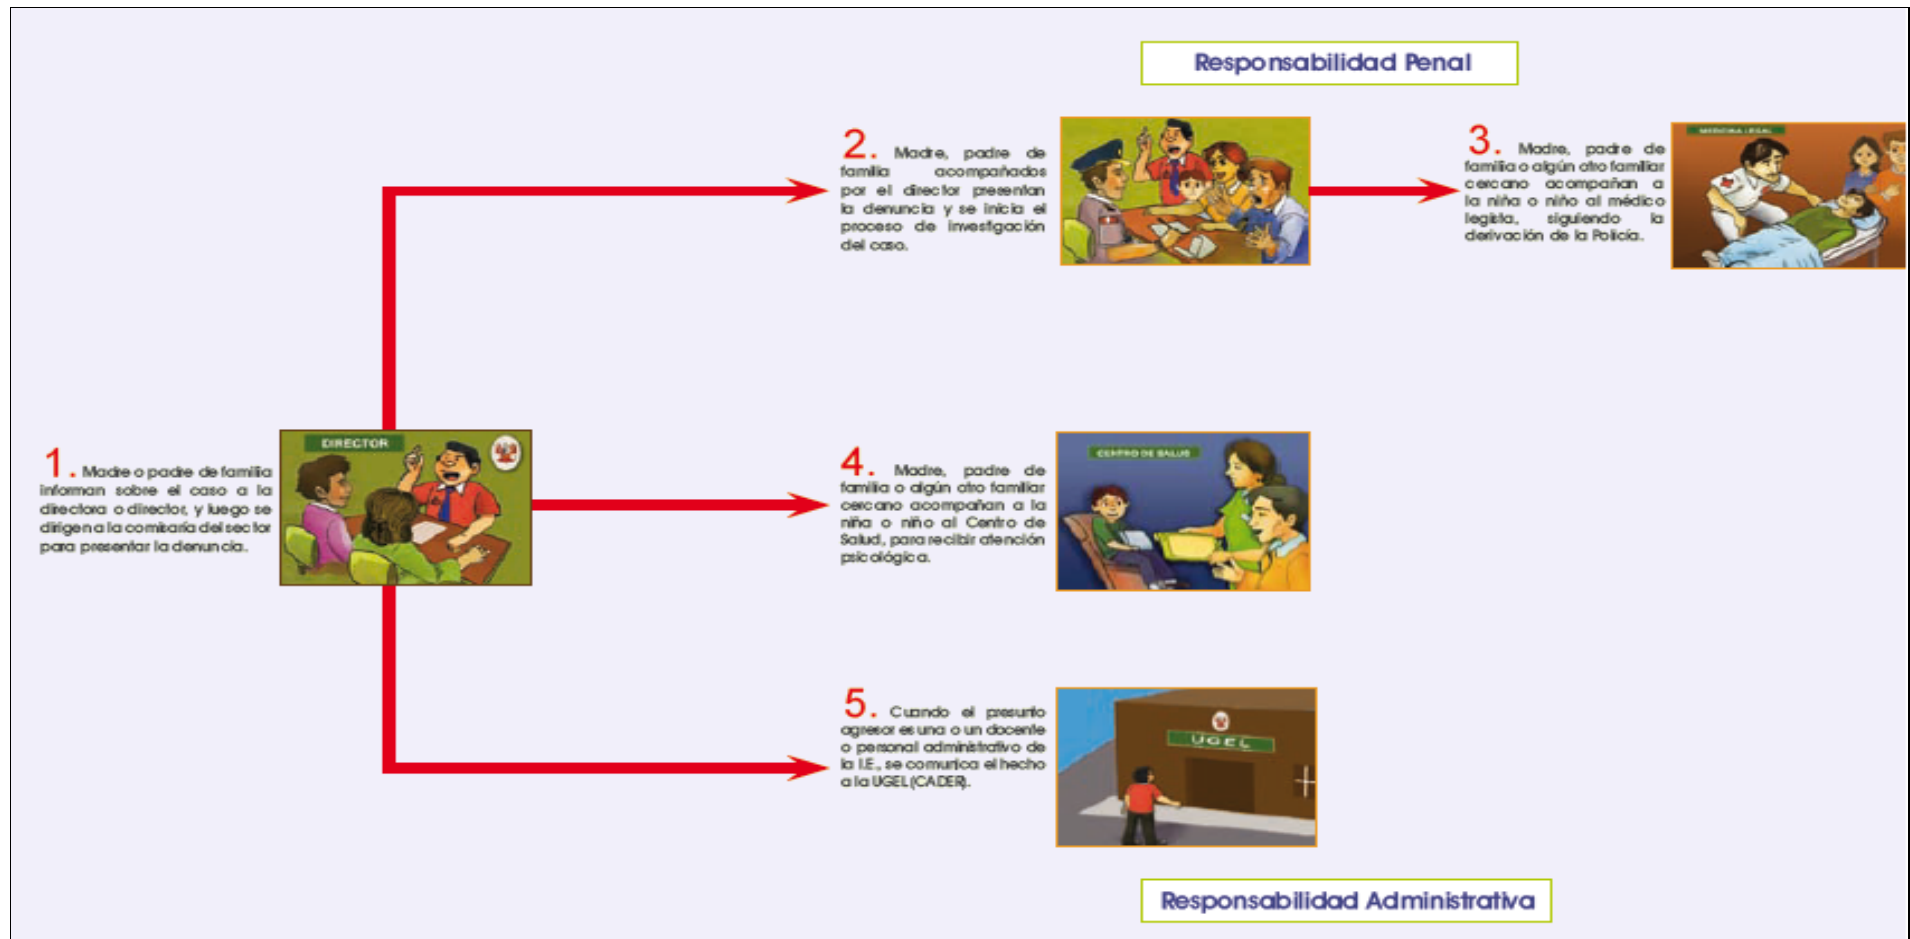 Responsabilidad Penal
2. Madre, padre de
familia acompañados
por el director presentan
la denuncia y se inicia el
proceso de investigación
del caso.
3. Madre, padre de
familia o algún otro familiar
cercano acompañan a
la niña o niño al médico
legista, siguiendo la
derivación de la Policía.
MEDICINA LEGAL
1. Madre o padre de familia
informan sobre el caso a la
directora o director, y luego se
dirigen a la comisaría del sector
para presentar la denuncia.
DIRECTOR
4. Madre, padre de
familia o algún otro familiar
cercano acompañan a la
niña o niño al Centro de
Salud, para recibir atención
psicológica.
CENTRO DE SALUD
5. Cuando el presunto
agresor es una o un docente
o personal administrativo de
la I.E., se comunica el hecho
a la UGEL (CADER).
UGEL
Responsabilidad Administrativa